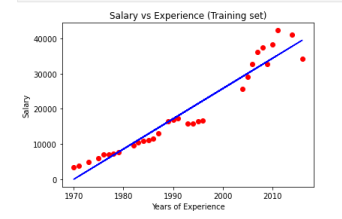 Salary vs Experience (Training set)
40000
30000
20000
10000
0
Salary
1970 1980 1990 2000 2010
Years of Experience